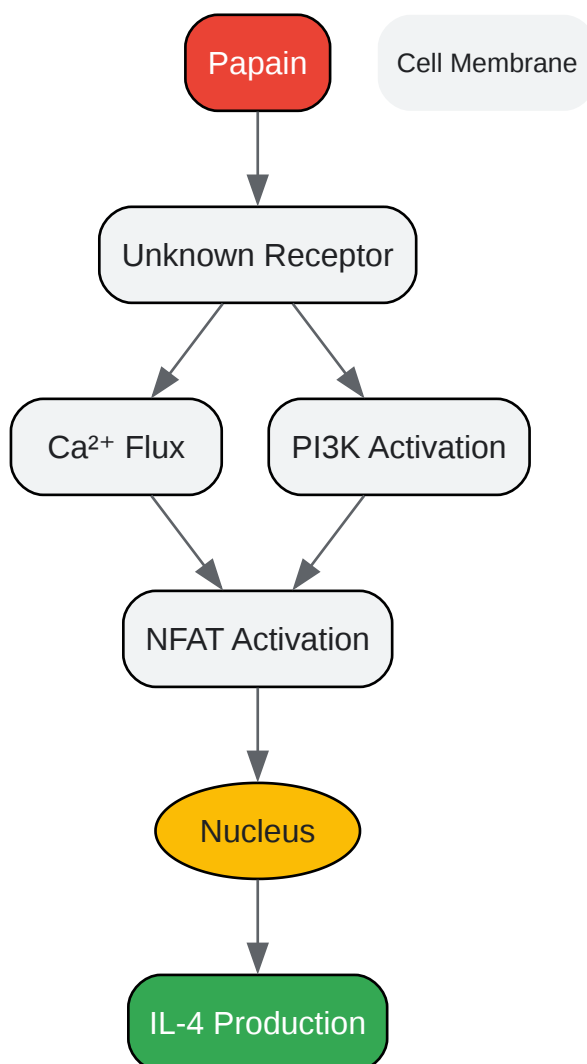 Papain
Cell Membrane
Unknown Receptor
Ca²⁺ Flux
PI3K Activation
NFAT Activation
Nucleus
IL-4 Production